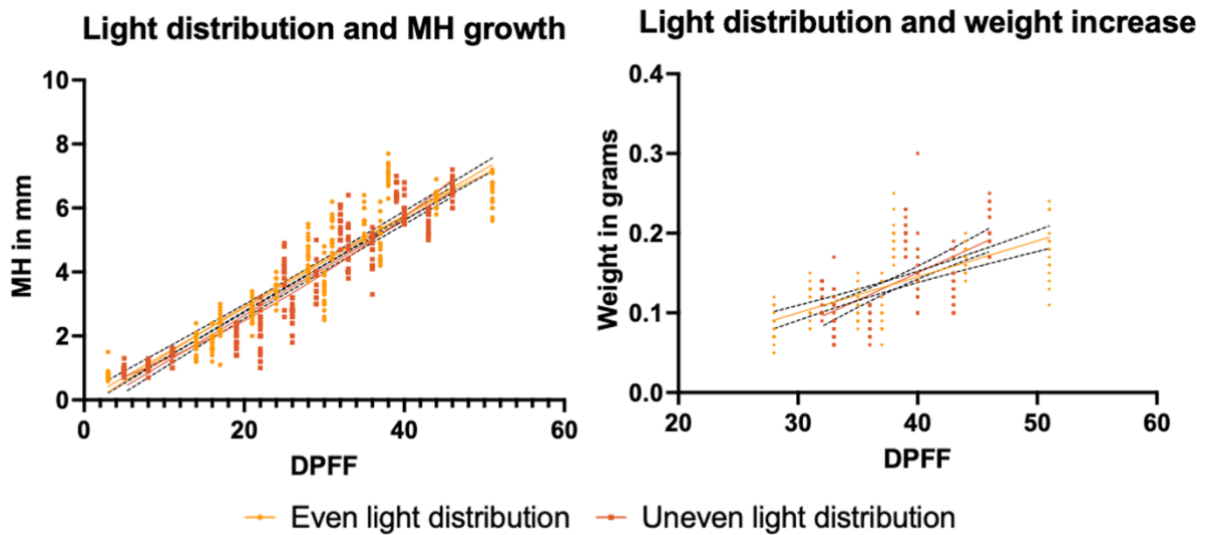 Light distribution and MH growth
10
8
6
4
2
0
MH in mm
0 20 40 60
DPFF
Light distribution and weight increase
0.4
0.3
0.2
0.1
0.0
Weight in grams
20 30 40 50 60
DPFF
Even light distribution Uneven light distribution